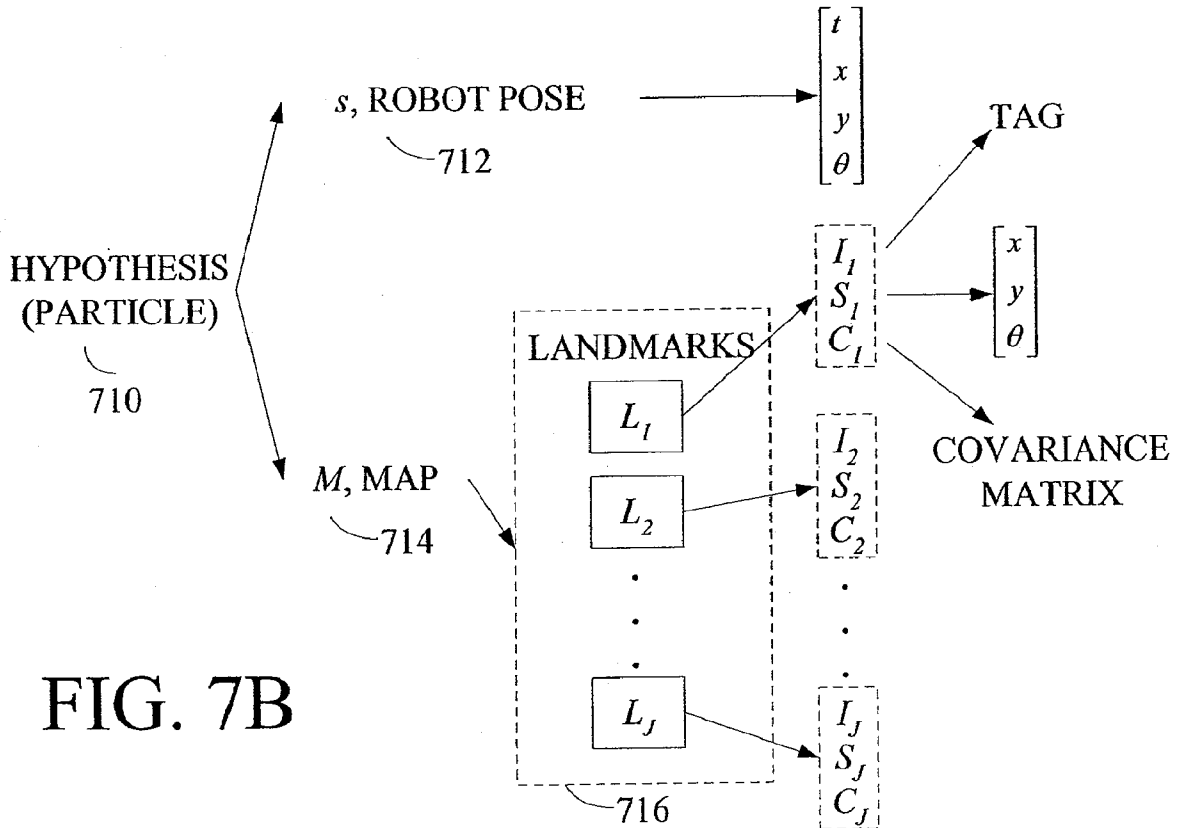 s, ROBOT POSE
712
t
x
y
θ
TAG
HYPOTHESIS
(PARTICLE)
710
M, MAP
714
LANDMARKS
L1
L2
LJ
716
I1
S1
C1
x
y
θ
COVARIANCE
MATRIX
I2
S2
C2
IJ
SJ
CJ
FIG. 7B